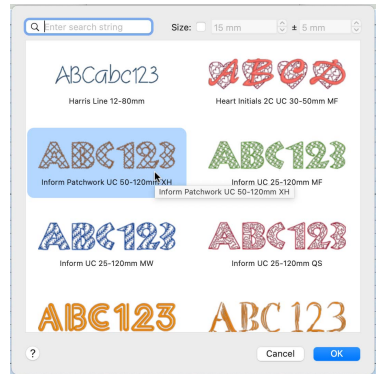 Enter search string Size: 15 mm ± 5 mm
ABCabc123 ABCD
Harris Line 12-80mm Heart Initials 2C UC 30-50mm MF
ABC123 ABC123
Inform Patchwork UC 50-120mm XH Inform UC 25-120mm MF
Inform Patchwork UC 50-120mm XH
ABC123 ABC123
Inform UC 25-120mm MW Inform UC 25-120mm QS
ABC123 ABC 123
? Cancel OK